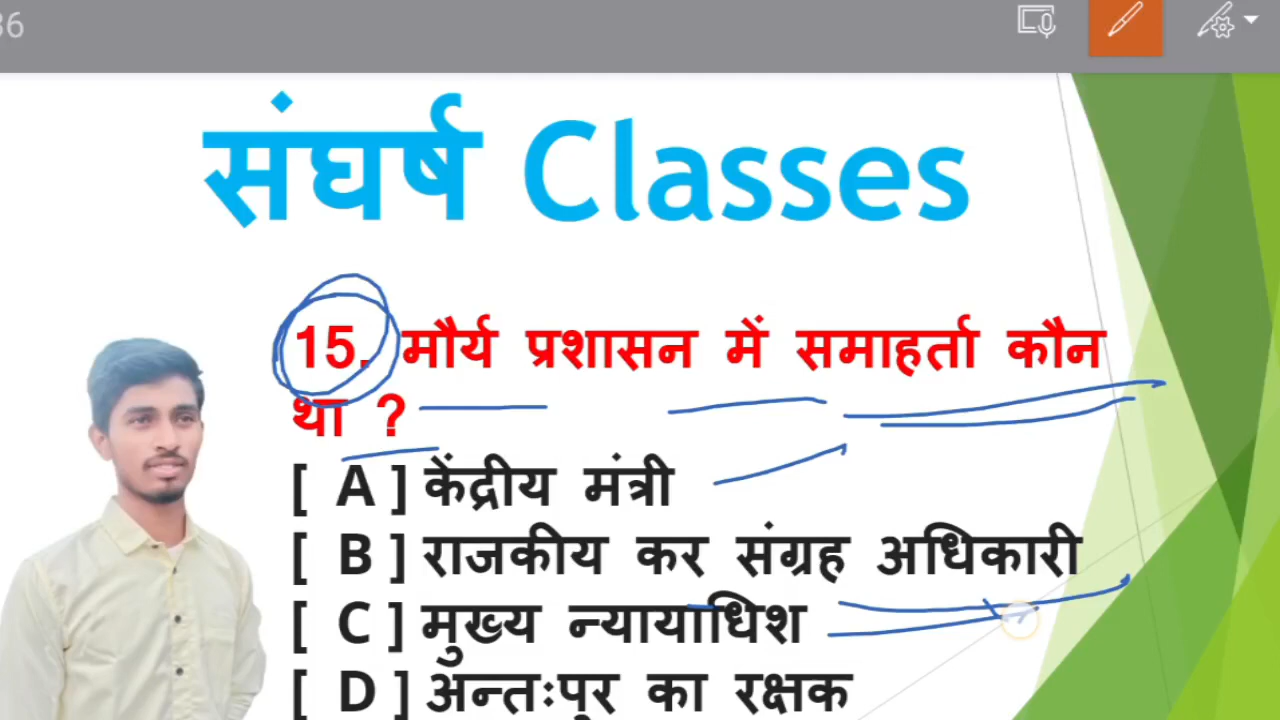 संघर्ष Classes
15. मौर्य प्रशासन में समाहर्ता कौन
था ?
[ A ] केंद्रीय मंत्री
[ B ] राजकीय कर संग्रह अधिकारी
[ C ] मुख्य न्यायाधिश
[ D ] अन्तःपुर का रक्षक